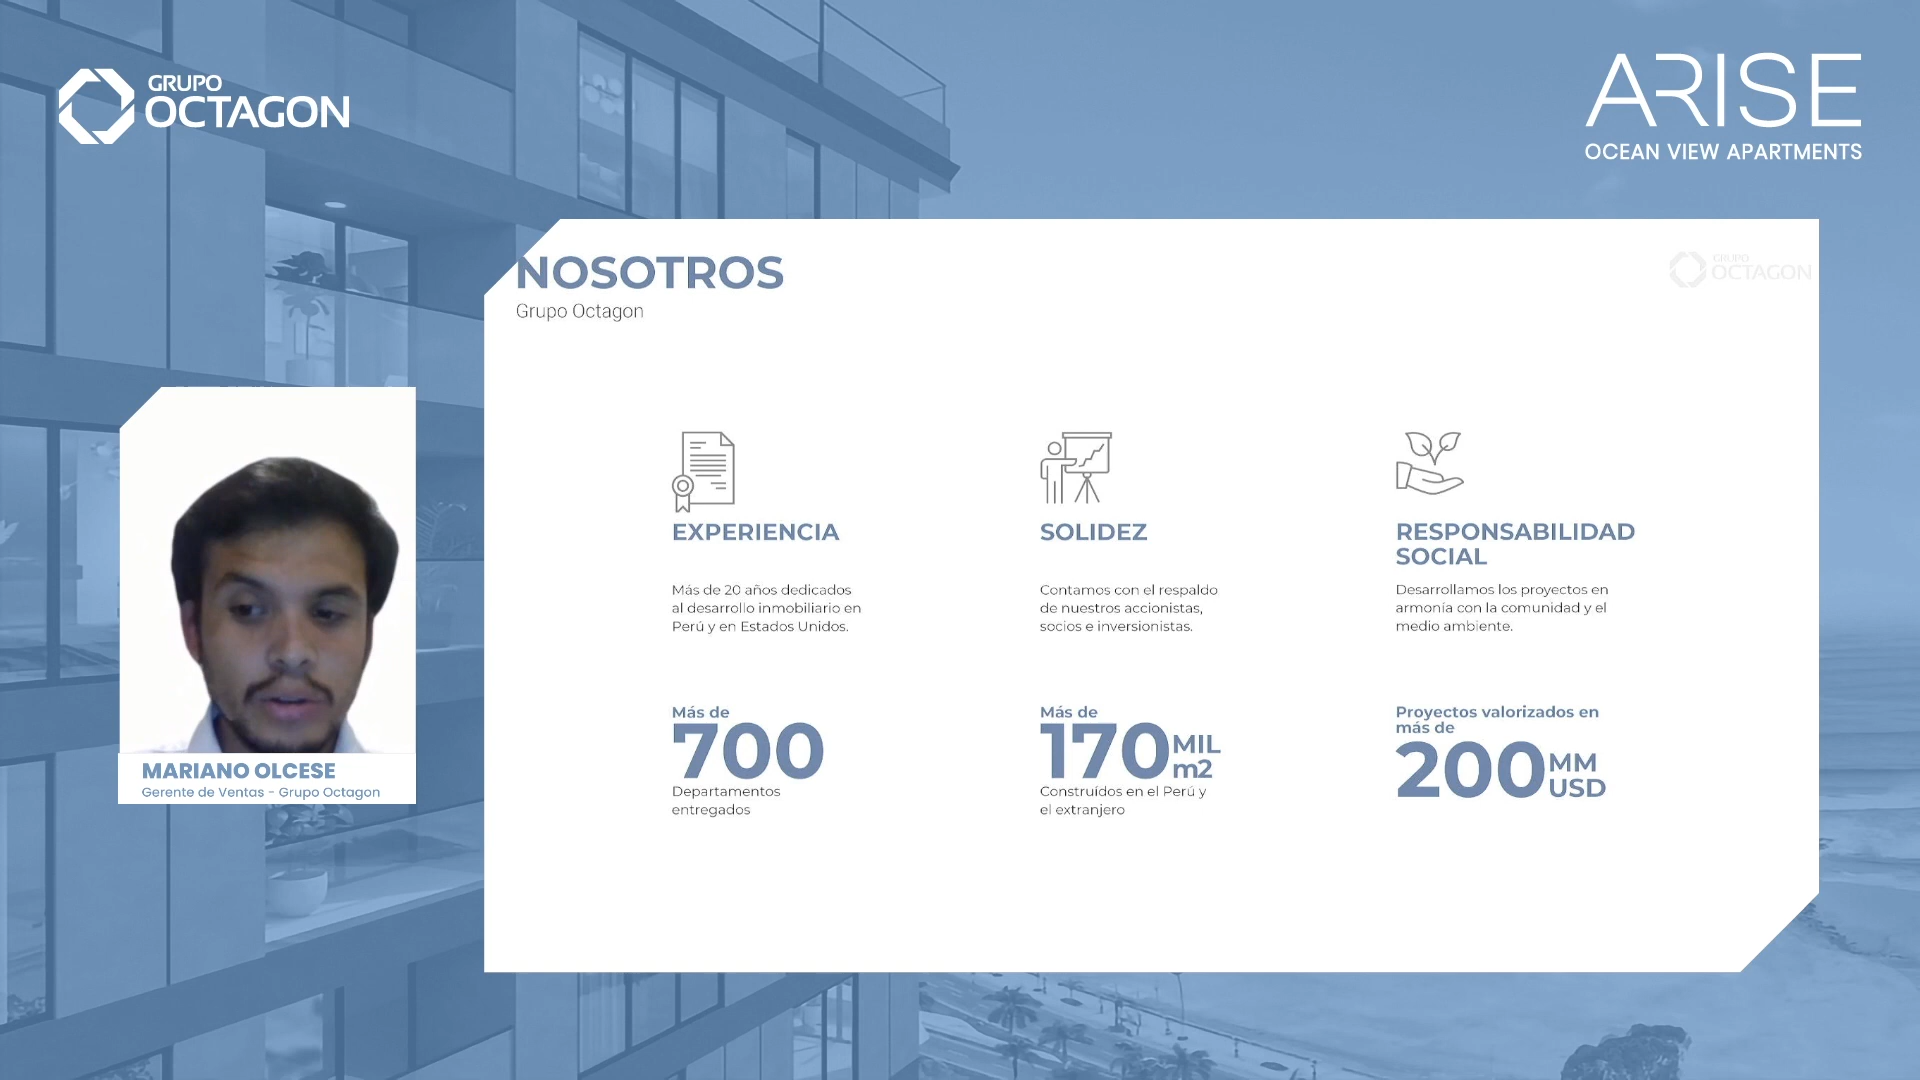 GRUPO
OCTAGON
ARISE
OCEAN VIEW APARTMENTS
NOSOTROS
Grupo Octagon
GRUPO
OCTAGON
EXPERIENCIA
Más de 20 años dedicados
al desarrollo inmobiliario en
Perú y en Estados Unidos.
SOLIDEZ
Contamos con el respaldo
de nuestros accionistas,
socios e inversionistas.
RESPONSABILIDAD
SOCIAL
Desarrollamos los proyectos en
armonía con la comunidad y el
medio ambiente.
Más de
700
Departamentos
entregados
Más de
170 MIL
m2
Construídos en el Perú y
el extranjero
Proyectos valorizados en
más de
200 MM
USD
MARIANO OLCESE
Gerente de Ventas - Grupo Octagon